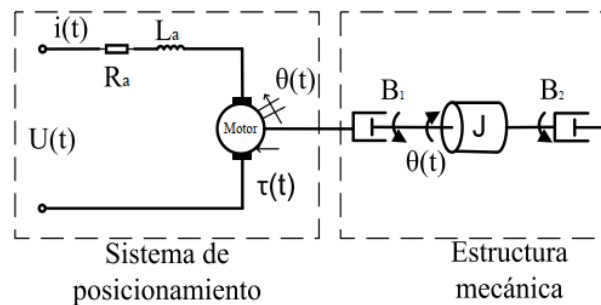 i(t)
Rₐ
Lₐ
U(t)
θ(t)
Motor
τ(t)
B₁
θ(t)
J
B₂
Sistema de
posicionamiento
Estructura
mecánica